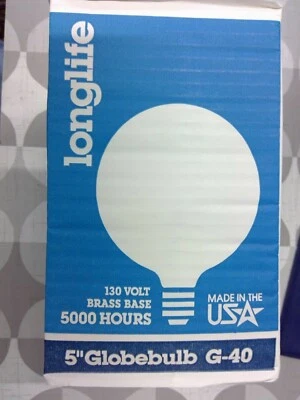 longlife
130 VOLT
BRASS BASE
5000 HOURS
MADE IN THE
USA
5" Globebulb G-40